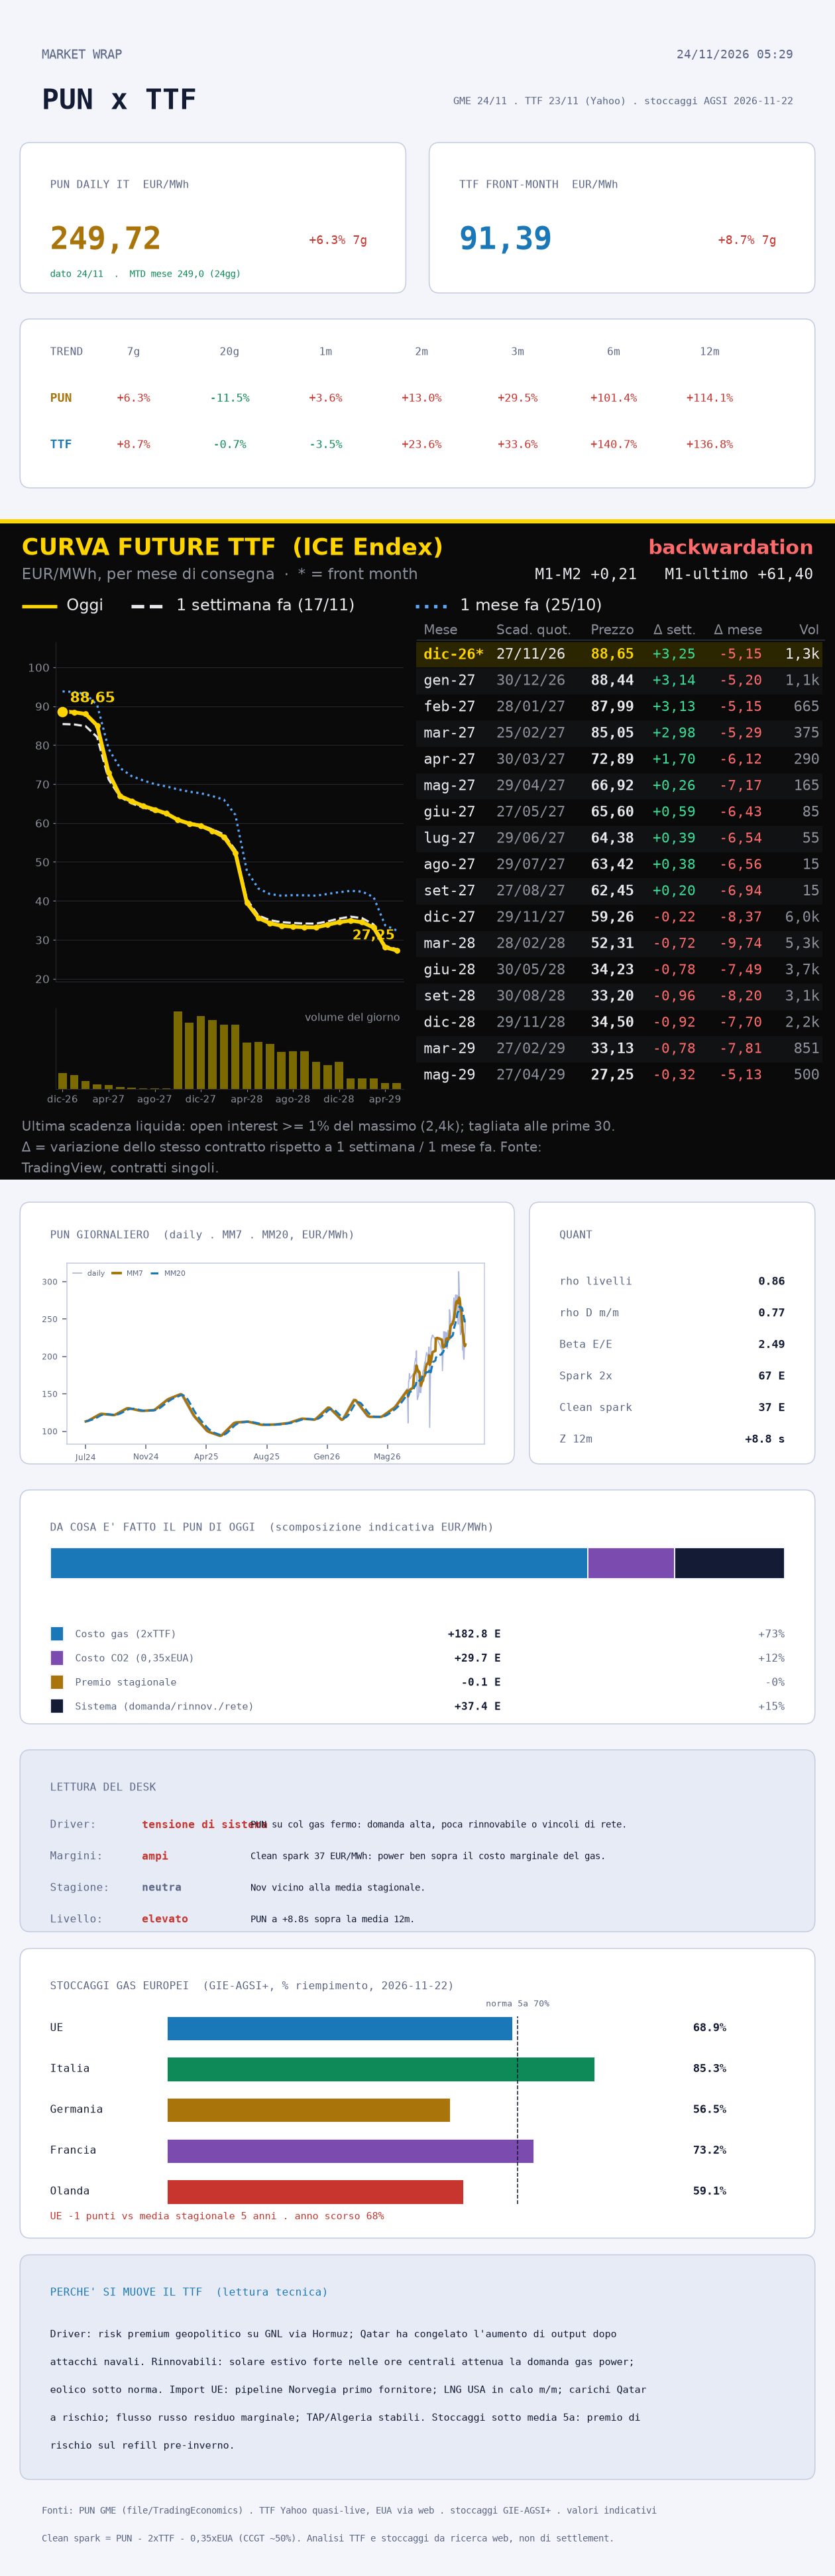 MARKET WRAP 24/11/2026 05:29
PUN x TTF GME 24/11 . TTF 23/11 (Yahoo) . stoccaggi AGSI 2026-11-22
PUN DAILY IT EUR/MWh
249,72 +6.3% 7g
dato 24/11 . MTD mese 249,0 (24gg)
TTF FRONT-MONTH EUR/MWh
91,39 +8.7% 7g
TREND 7g 20g 1m 2m 3m 6m 12m
PUN +6.3% -11.5% +3.6% +13.0% +29.5% +101.4% +114.1%
TTF +8.7% -0.7% -3.5% +23.6% +33.6% +140.7% +136.8%
CURVA FUTURE TTF (ICE Endex) backwardation
EUR/MWh, per mese di consegna · * = front month M1-M2 +0,21 M1-ultimo +61,40
Oggi 1 settimana fa (17/11) 1 mese fa (25/10)
100
90
80
70
60
50
40
30
20
88,65
27,25
volume del giorno
dic-26 apr-27 ago-27 dic-27 apr-28 ago-28 dic-28 apr-29
Mese Scad. quot. Prezzo Δ sett. Δ mese Vol
dic-26* 27/11/26 88,65 +3,25 -5,15 1,3k
gen-27 30/12/26 88,44 +3,14 -5,20 1,1k
feb-27 28/01/27 87,99 +3,13 -5,15 665
mar-27 25/02/27 85,05 +2,98 -5,29 375
apr-27 30/03/27 72,89 +1,70 -6,12 290
mag-27 29/04/27 66,92 +0,26 -7,17 165
giu-27 27/05/27 65,60 +0,59 -6,43 85
lug-27 29/06/27 64,38 +0,39 -6,54 55
ago-27 29/07/27 63,42 +0,38 -6,56 15
set-27 27/08/27 62,45 +0,20 -6,94 15
dic-27 29/11/27 59,26 -0,22 -8,37 6,0k
mar-28 28/02/28 52,31 -0,72 -9,74 5,3k
giu-28 30/05/28 34,23 -0,78 -7,49 3,7k
set-28 30/08/28 33,20 -0,96 -8,20 3,1k
dic-28 29/11/28 34,50 -0,92 -7,70 2,2k
mar-29 27/02/29 33,13 -0,78 -7,81 851
mag-29 27/04/29 27,25 -0,32 -5,13 500
Ultima scadenza liquida: open interest >= 1% del massimo (2,4k); tagliata alle prime 30.
Δ = variazione dello stesso contratto rispetto a 1 settimana / 1 mese fa. Fonte:
TradingView, contratti singoli.
PUN GIORNALIERO (daily . MM7 . MM20, EUR/MWh)
daily MM7 MM20
300
250
200
150
100
Jul24 Nov24 Apr25 Aug25 Gen26 Mag26
QUANT
rho livelli 0.86
rho D m/m 0.77
Beta E/E 2.49
Spark 2x 67 E
Clean spark 37 E
Z 12m +8.8 s
DA COSA E' FATTO IL PUN DI OGGI (scomposizione indicativa EUR/MWh)
Costo gas (2xTTF) +182.8 E +73%
Costo CO2 (0,35xEUA) +29.7 E +12%
Premio stagionale -0.1 E -0%
Sistema (domanda/rinnov./rete) +37.4 E +15%
LETTURA DEL DESK
Driver: tensione di sistema PUN su col gas fermo: domanda alta, poca rinnovabile o vincoli di rete.
Margini: ampi Clean spark 37 EUR/MWh: power ben sopra il costo marginale del gas.
Stagione: neutra Nov vicino alla media stagionale.
Livello: elevato PUN a +8.8s sopra la media 12m.
STOCCAGGI GAS EUROPEI (GIE-AGSI+, % riempimento, 2026-11-22)
norma 5a 70%
UE 68.9%
Italia 85.3%
Germania 56.5%
Francia 73.2%
Olanda 59.1%
UE -1 punti vs media stagionale 5 anni . anno scorso 68%
PERCHE' SI MUOVE IL TTF (lettura tecnica)
Driver: risk premium geopolitico su GNL via Hormuz; Qatar ha congelato l'aumento di output dopo
attacchi navali. Rinnovabili: solare estivo forte nelle ore centrali attenua la domanda gas power;
eolico sotto norma. Import UE: pipeline Norvegia primo fornitore; LNG USA in calo m/m; carichi Qatar
a rischio; flusso russo residuo marginale; TAP/Algeria stabili. Stoccaggi sotto media 5a: premio di
rischio sul refill pre-inverno.
Fonti: PUN GME (file/TradingEconomics) . TTF Yahoo quasi-live, EUA via web . stoccaggi GIE-AGSI+ . valori indicativi
Clean spark = PUN - 2xTTF - 0,35xEUA (CCGT ~50%). Analisi TTF e stoccaggi da ricerca web, non di settlement.